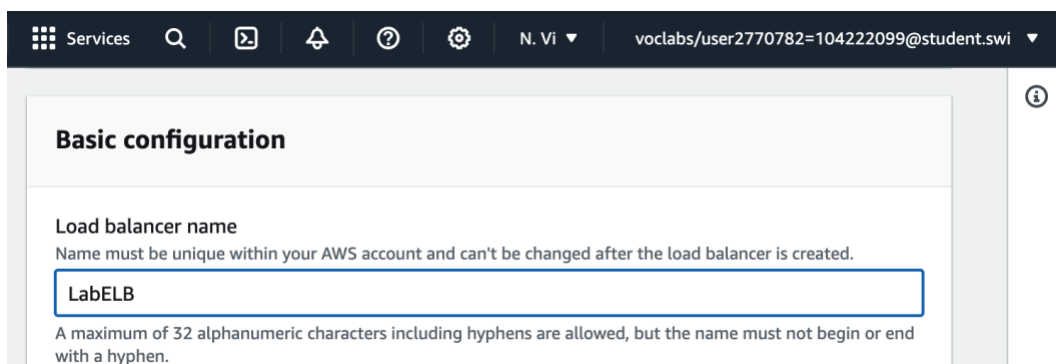 Services N. Vi voclabs/user2770782=104222099@student.swi
Basic configuration
Load balancer name
Name must be unique within your AWS account and can't be changed after the load balancer is created.
LabELB
A maximum of 32 alphanumeric characters including hyphens are allowed, but the name must not begin or end
with a hyphen.